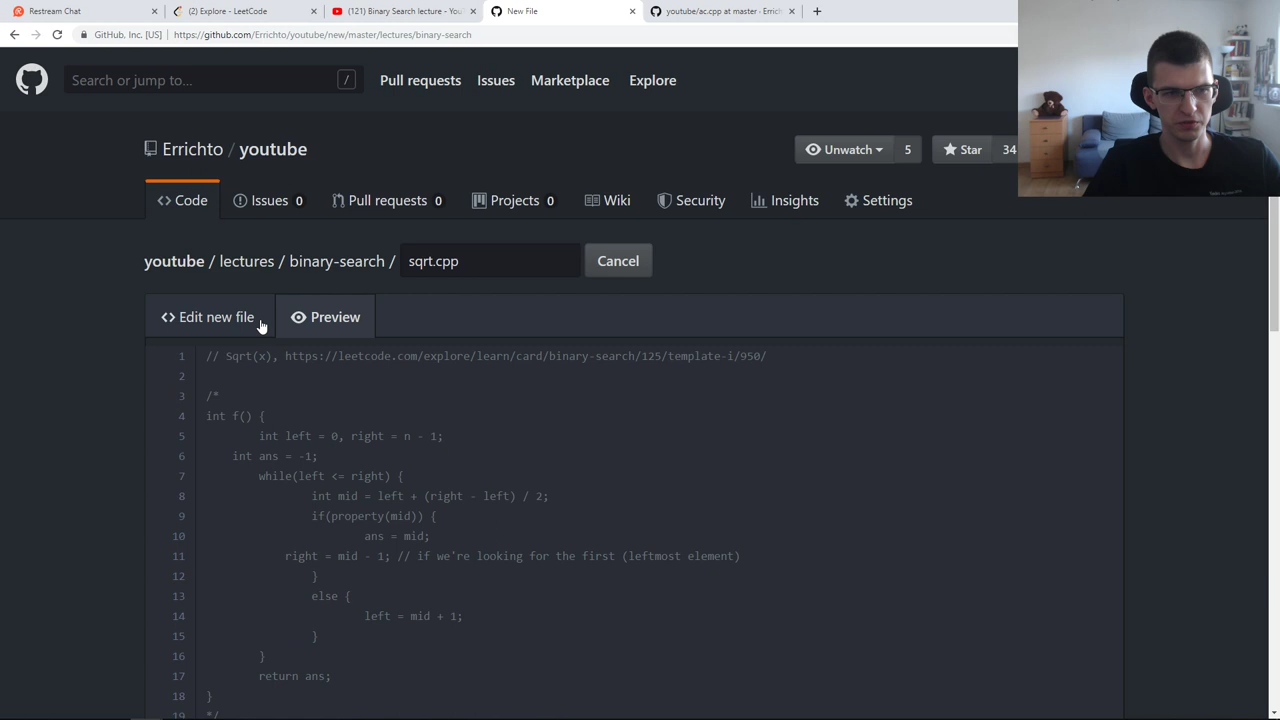 Restream Chat
(2) Explore - LeetCode
(121) Binary Search lecture - You
New File
youtube/ac.cpp at master · Errich
GitHub, Inc. [US] https://github.com/Errichto/youtube/new/master/lectures/binary-search
Search or jump to...
/
Pull requests
Issues
Marketplace
Explore
Errichto / youtube
Unwatch
5
Star
34
<> Code
Issues 0
Pull requests 0
Projects 0
Wiki
Security
Insights
Settings
youtube / lectures / binary-search / sqrt.cpp
Cancel
<> Edit new file
Preview
1 // Sqrt(x), https://leetcode.com/explore/learn/card/binary-search/125/template-i/950/
2
3 /*
4 int f() {
5 int left = 0, right = n - 1;
6 int ans = -1;
7 while(left <= right) {
8 int mid = left + (right - left) / 2;
9 if(property(mid)) {
10 ans = mid;
11 right = mid - 1; // if we're looking for the first (leftmost element)
12 }
13 else {
14 left = mid + 1;
15 }
16 }
17 return ans;
18 }
19 */